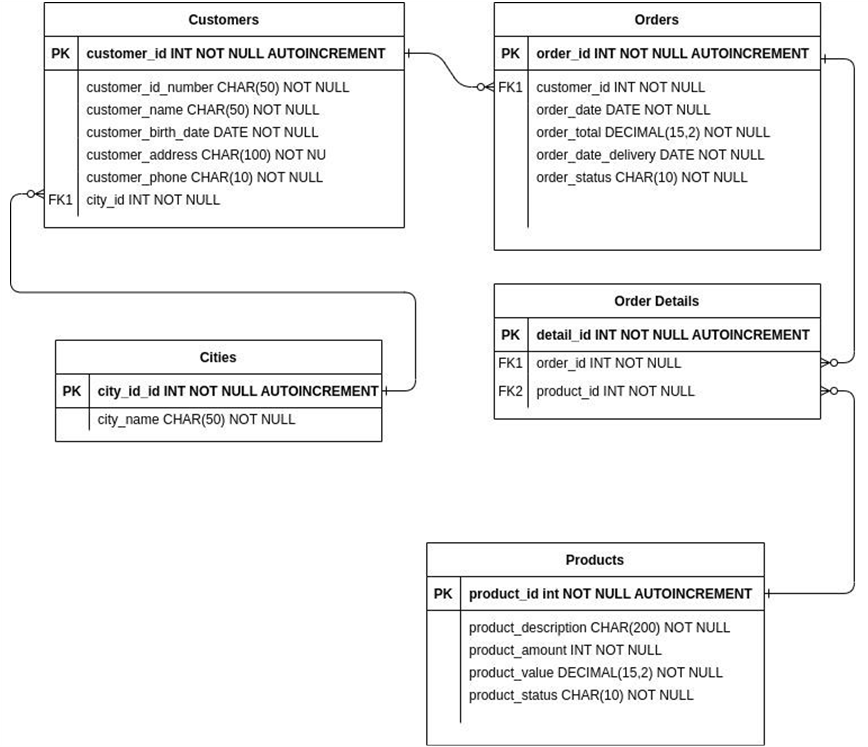 Customers
PK customer_id INT NOT NULL AUTOINCREMENT
customer_id_number CHAR(50) NOT NULL
customer_name CHAR(50) NOT NULL
customer_birth_date DATE NOT NULL
customer_address CHAR(100) NOT NU
customer_phone CHAR(10) NOT NULL
FK1 city_id INT NOT NULL
Orders
PK order_id INT NOT NULL AUTOINCREMENT
FK1 customer_id INT NOT NULL
order_date DATE NOT NULL
order_total DECIMAL(15,2) NOT NULL
order_date_delivery DATE NOT NULL
order_status CHAR(10) NOT NULL
Cities
PK city_id_id INT NOT NULL AUTOINCREMENT
city_name CHAR(50) NOT NULL
Order Details
PK detail_id INT NOT NULL AUTOINCREMENT
FK1 order_id INT NOT NULL
FK2 product_id INT NOT NULL
Products
PK product_id int NOT NULL AUTOINCREMENT
product_description CHAR(200) NOT NULL
product_amount INT NOT NULL
product_value DECIMAL(15,2) NOT NULL
product_status CHAR(10) NOT NULL